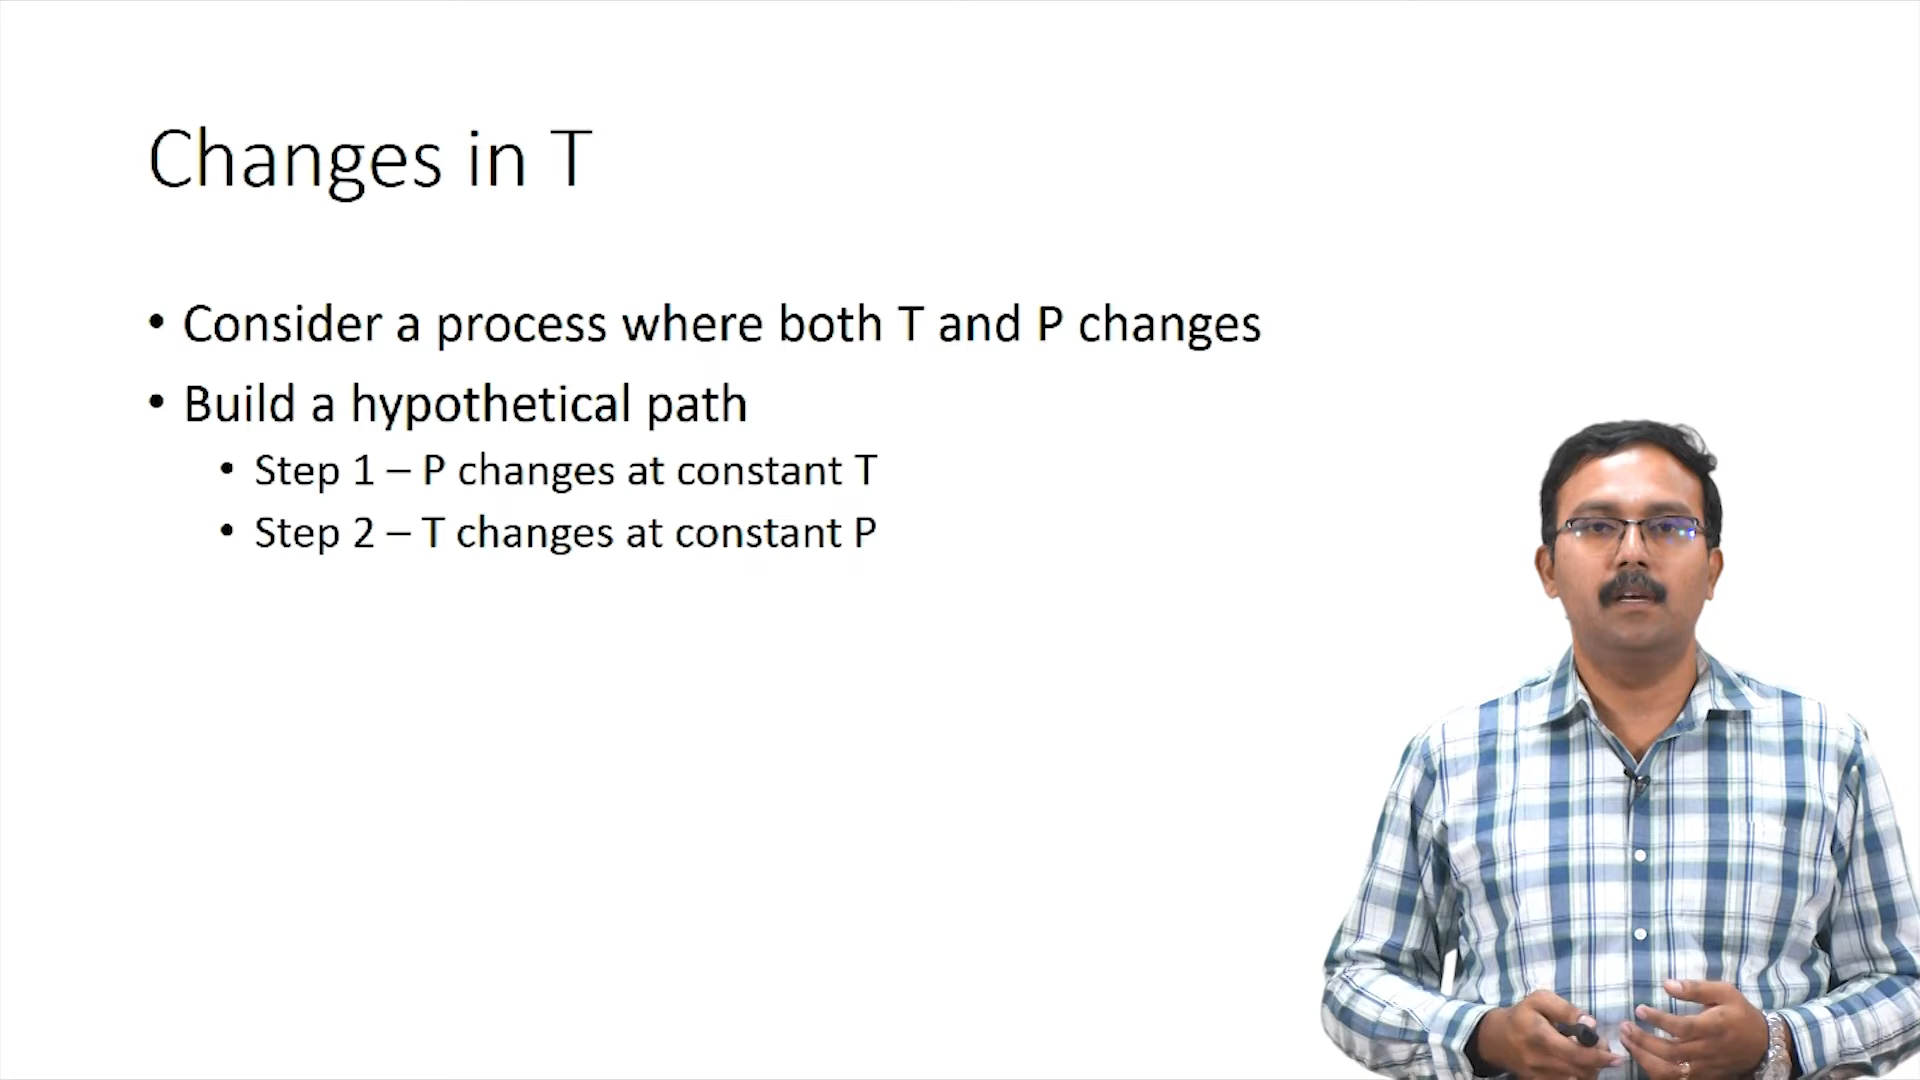 Changes in T
• Consider a process where both T and P changes
• Build a hypothetical path
• Step 1 – P changes at constant T
• Step 2 – T changes at constant P